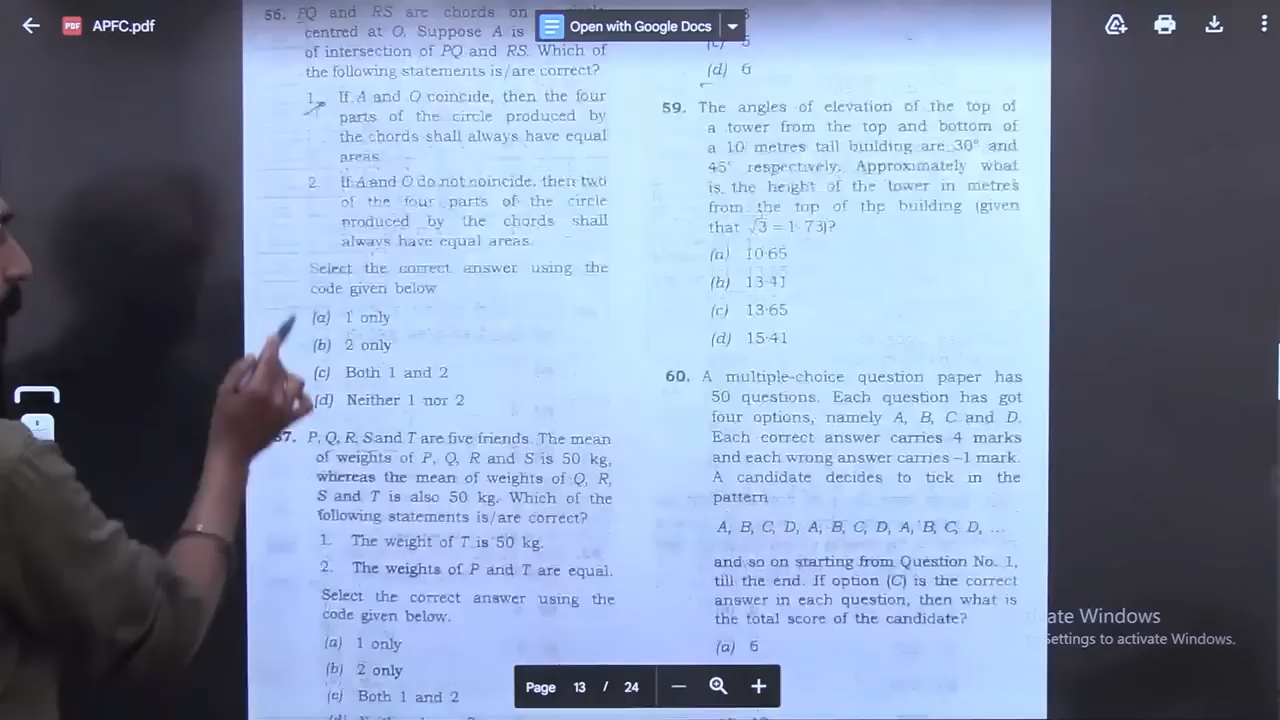 APFC.pdf
Open with Google Docs
56. PQ and RS are chords on
centred at O. Suppose A is
of intersection of PQ and RS. Which of
the following statements is/are correct?
1. If A and O coincide, then the four
parts of the circle produced by
the chords shall always have equal
areas.
2. If A and O do not coincide, then two
of the four parts of the circle
produced by the chords shall
always have equal areas.
Select the correct answer using the
code given below
(a) 1 only
(b) 2 only
(c) Both 1 and 2
(d) Neither 1 nor 2
57. P, Q, R, S and T are five friends. The mean
of weights of P, Q, R and S is 50 kg,
whereas the mean of weights of Q, R,
S and T is also 50 kg. Which of the
following statements is/are correct?
1. The weight of T is 50 kg.
2. The weights of P and T are equal.
Select the correct answer using the
code given below.
(a) 1 only
(b) 2 only
(c) Both 1 and 2
(c) 5
(d) 6
59. The angles of elevation of the top of
a tower from the top and bottom of
a 10 metres tall building are 30° and
45° respectively. Approximately what
is the height of the tower in metres
from the top of the building (given
that √3 = 1·73)?
(a) 10·65
(b) 13·41
(c) 13·65
(d) 15·41
60. A multiple-choice question paper has
50 questions. Each question has got
four options, namely A, B, C and D.
Each correct answer carries 4 marks
and each wrong answer carries –1 mark.
A candidate decides to tick in the
pattern
A, B, C, D, A, B, C, D, A, B, C, D, ...
and so on starting from Question No. 1,
till the end. If option (C) is the correct
answer in each question, then what is
the total score of the candidate?
(a) 6
Page 13 / 24
ate Windows
Settings to activate Windows.